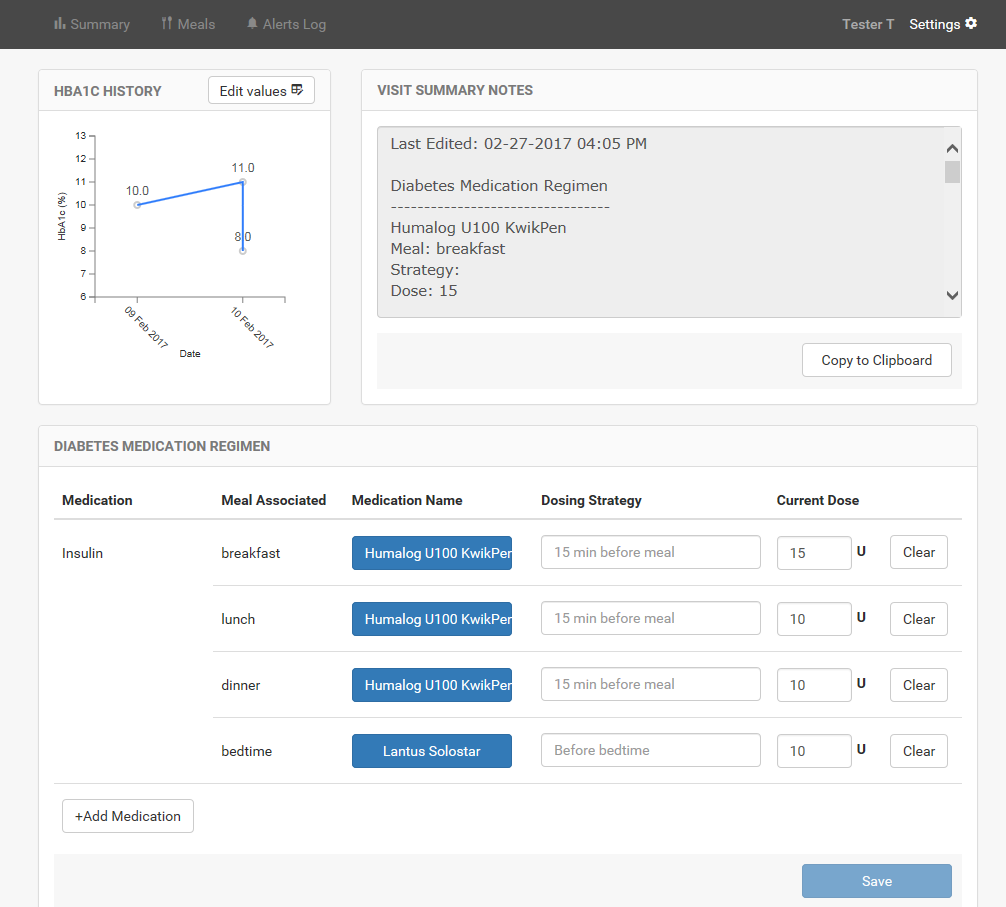 Summary Meals Alerts Log Tester T Settings
HBA1C HISTORY Edit values
13
12
11
10
9
8
7
6
HbA1c (%)
10.0
11.0
8.0
09 Feb 2017
10 Feb 2017
Date
VISIT SUMMARY NOTES
Last Edited: 02-27-2017 04:05 PM
Diabetes Medication Regimen
---------------------------------
Humalog U100 KwikPen
Meal: breakfast
Strategy:
Dose: 15
Copy to Clipboard
DIABETES MEDICATION REGIMEN
Medication Meal Associated Medication Name Dosing Strategy Current Dose
Insulin breakfast Humalog U100 KwikPen 15 min before meal 15 U Clear
lunch Humalog U100 KwikPen 15 min before meal 10 U Clear
dinner Humalog U100 KwikPen 15 min before meal 10 U Clear
bedtime Lantus Solostar Before bedtime 10 U Clear
+Add Medication
Save